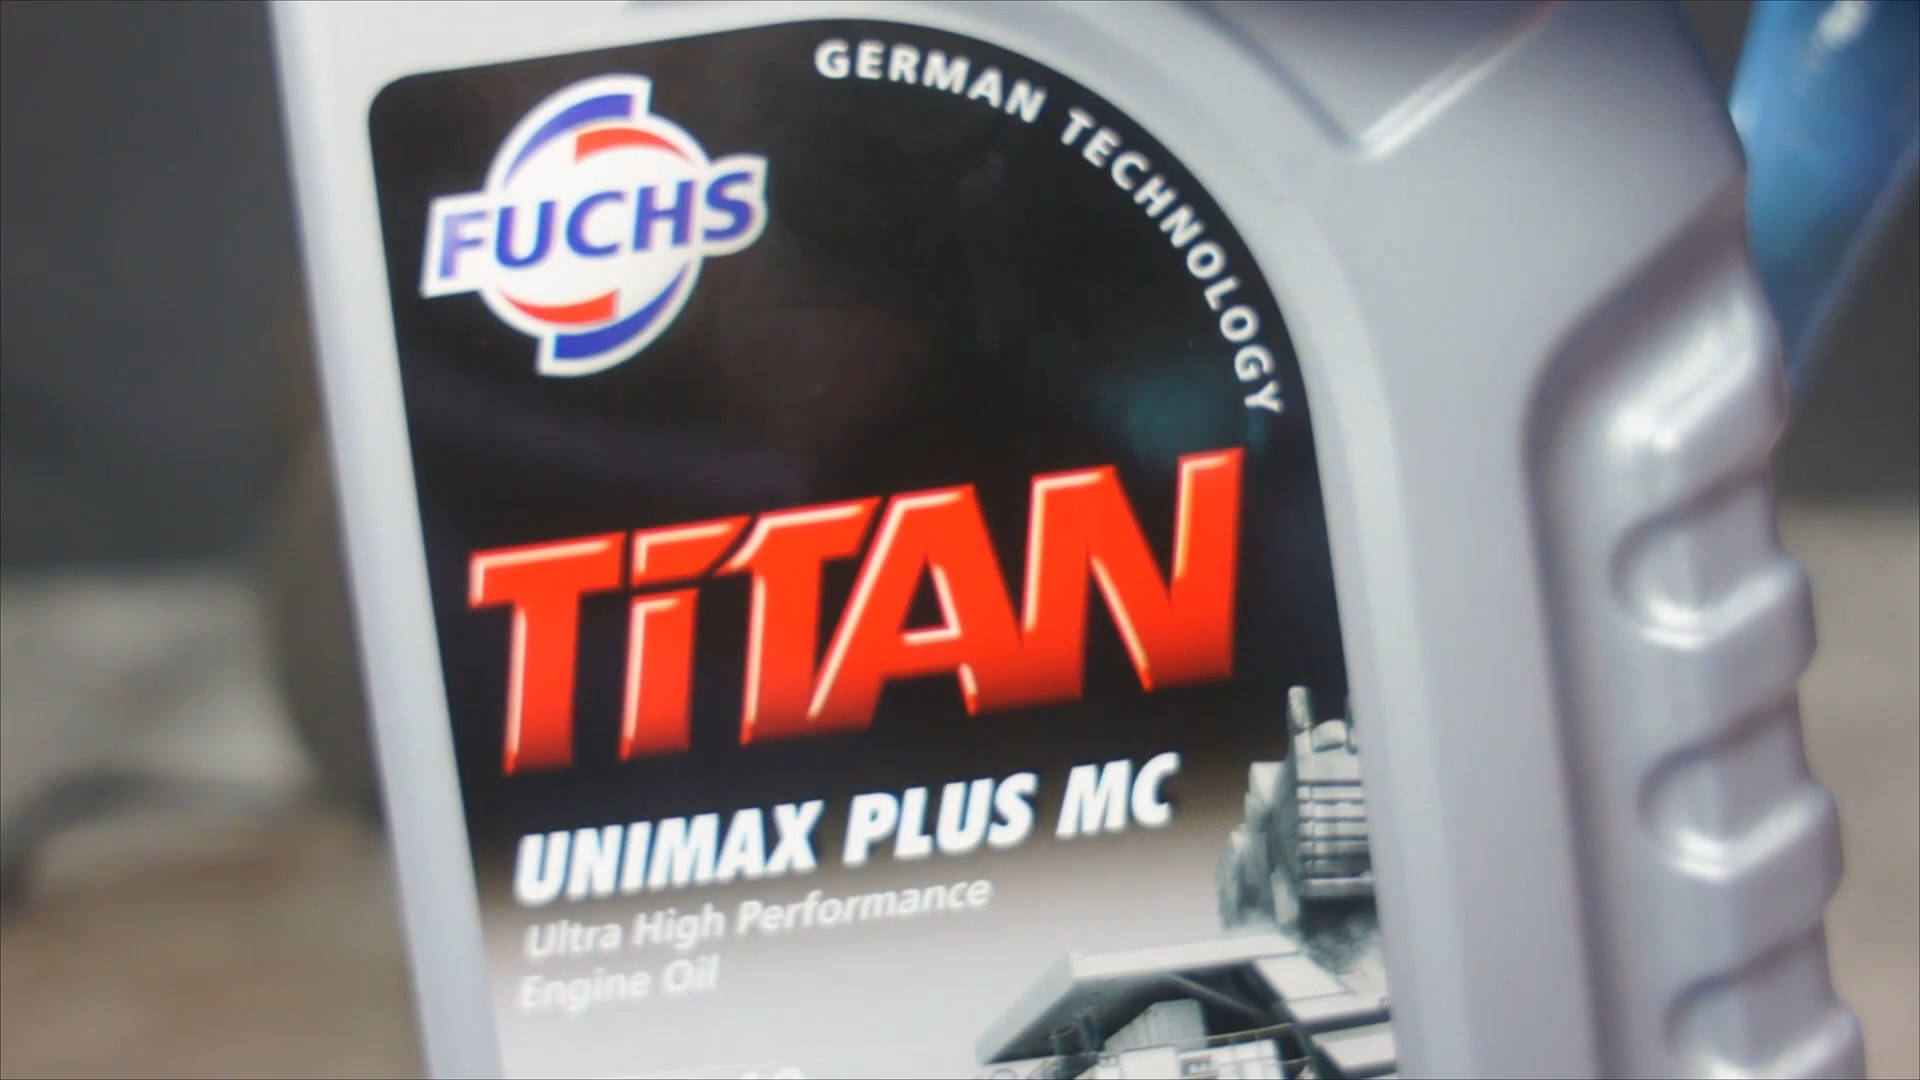 FUCHS
GERMAN TECHNOLOGY
TiTAN
UNIMAX PLUS MC
Ultra High Performance
Engine Oil